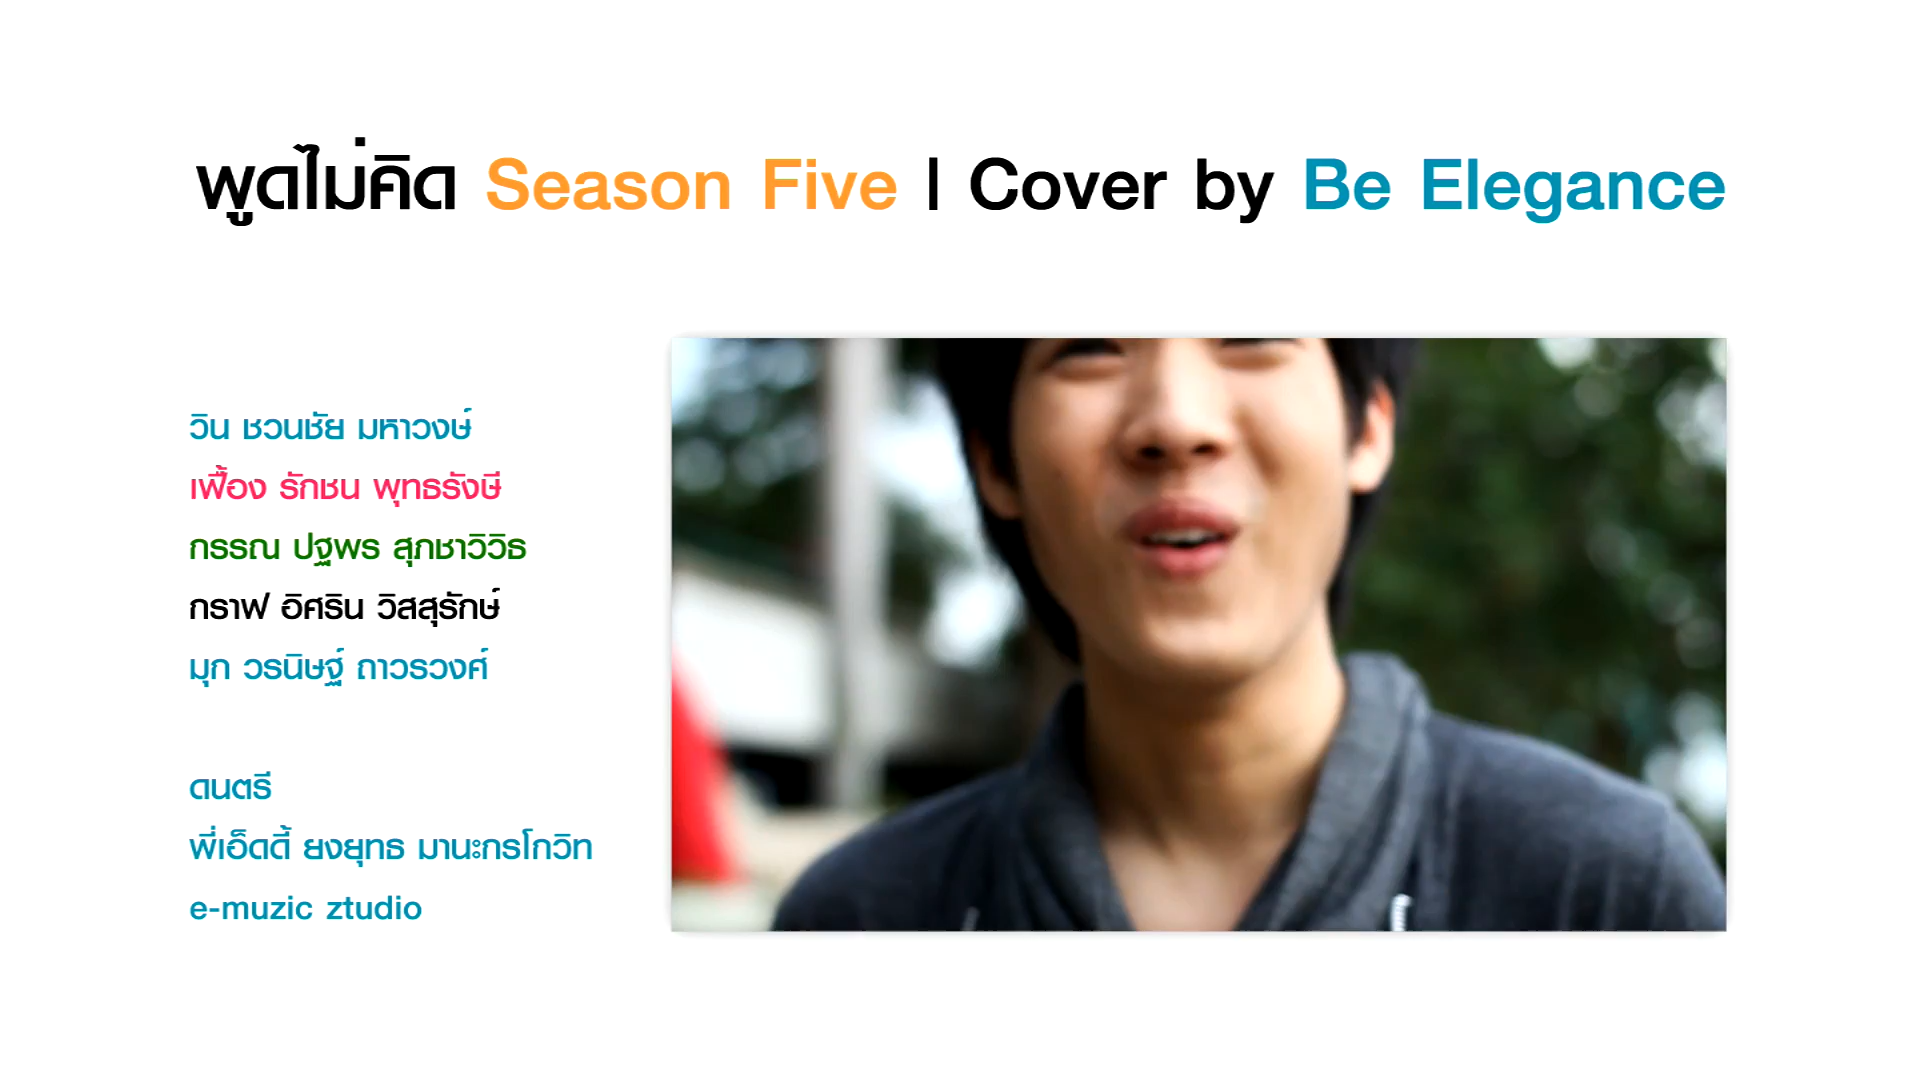 พูดไม่คิด Season Five | Cover by Be Elegance
วิน ชวนชัย มหาวงษ์
เฟื้อง รักชน พุทธรังษี
กรรณ ปฐพร สุภชาวิวิธ
กราฟ อิศริน วิสสุรักษ์
มุก วรนิษฐ์ ถาวรวงศ์
ดนตรี
พี่เอ็ดดี้ ยงยุทธ มานะกรโกวิท
e-muzic ztudio